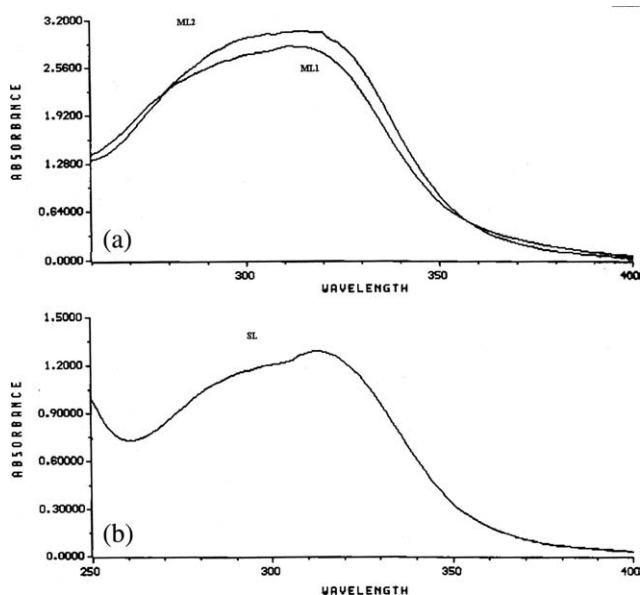 3.2000
ML2
2.5600
ML1
1.9200
1.2800
0.64000
0.0000
ABSORBANCE
(a)
300 350 400
WAVELENGTH
1.5000
SL
1.2000
0.90000
0.60000
0.30000
0.0000
ABSORBANCE
(b)
250 300 350 400
WAVELENGTH